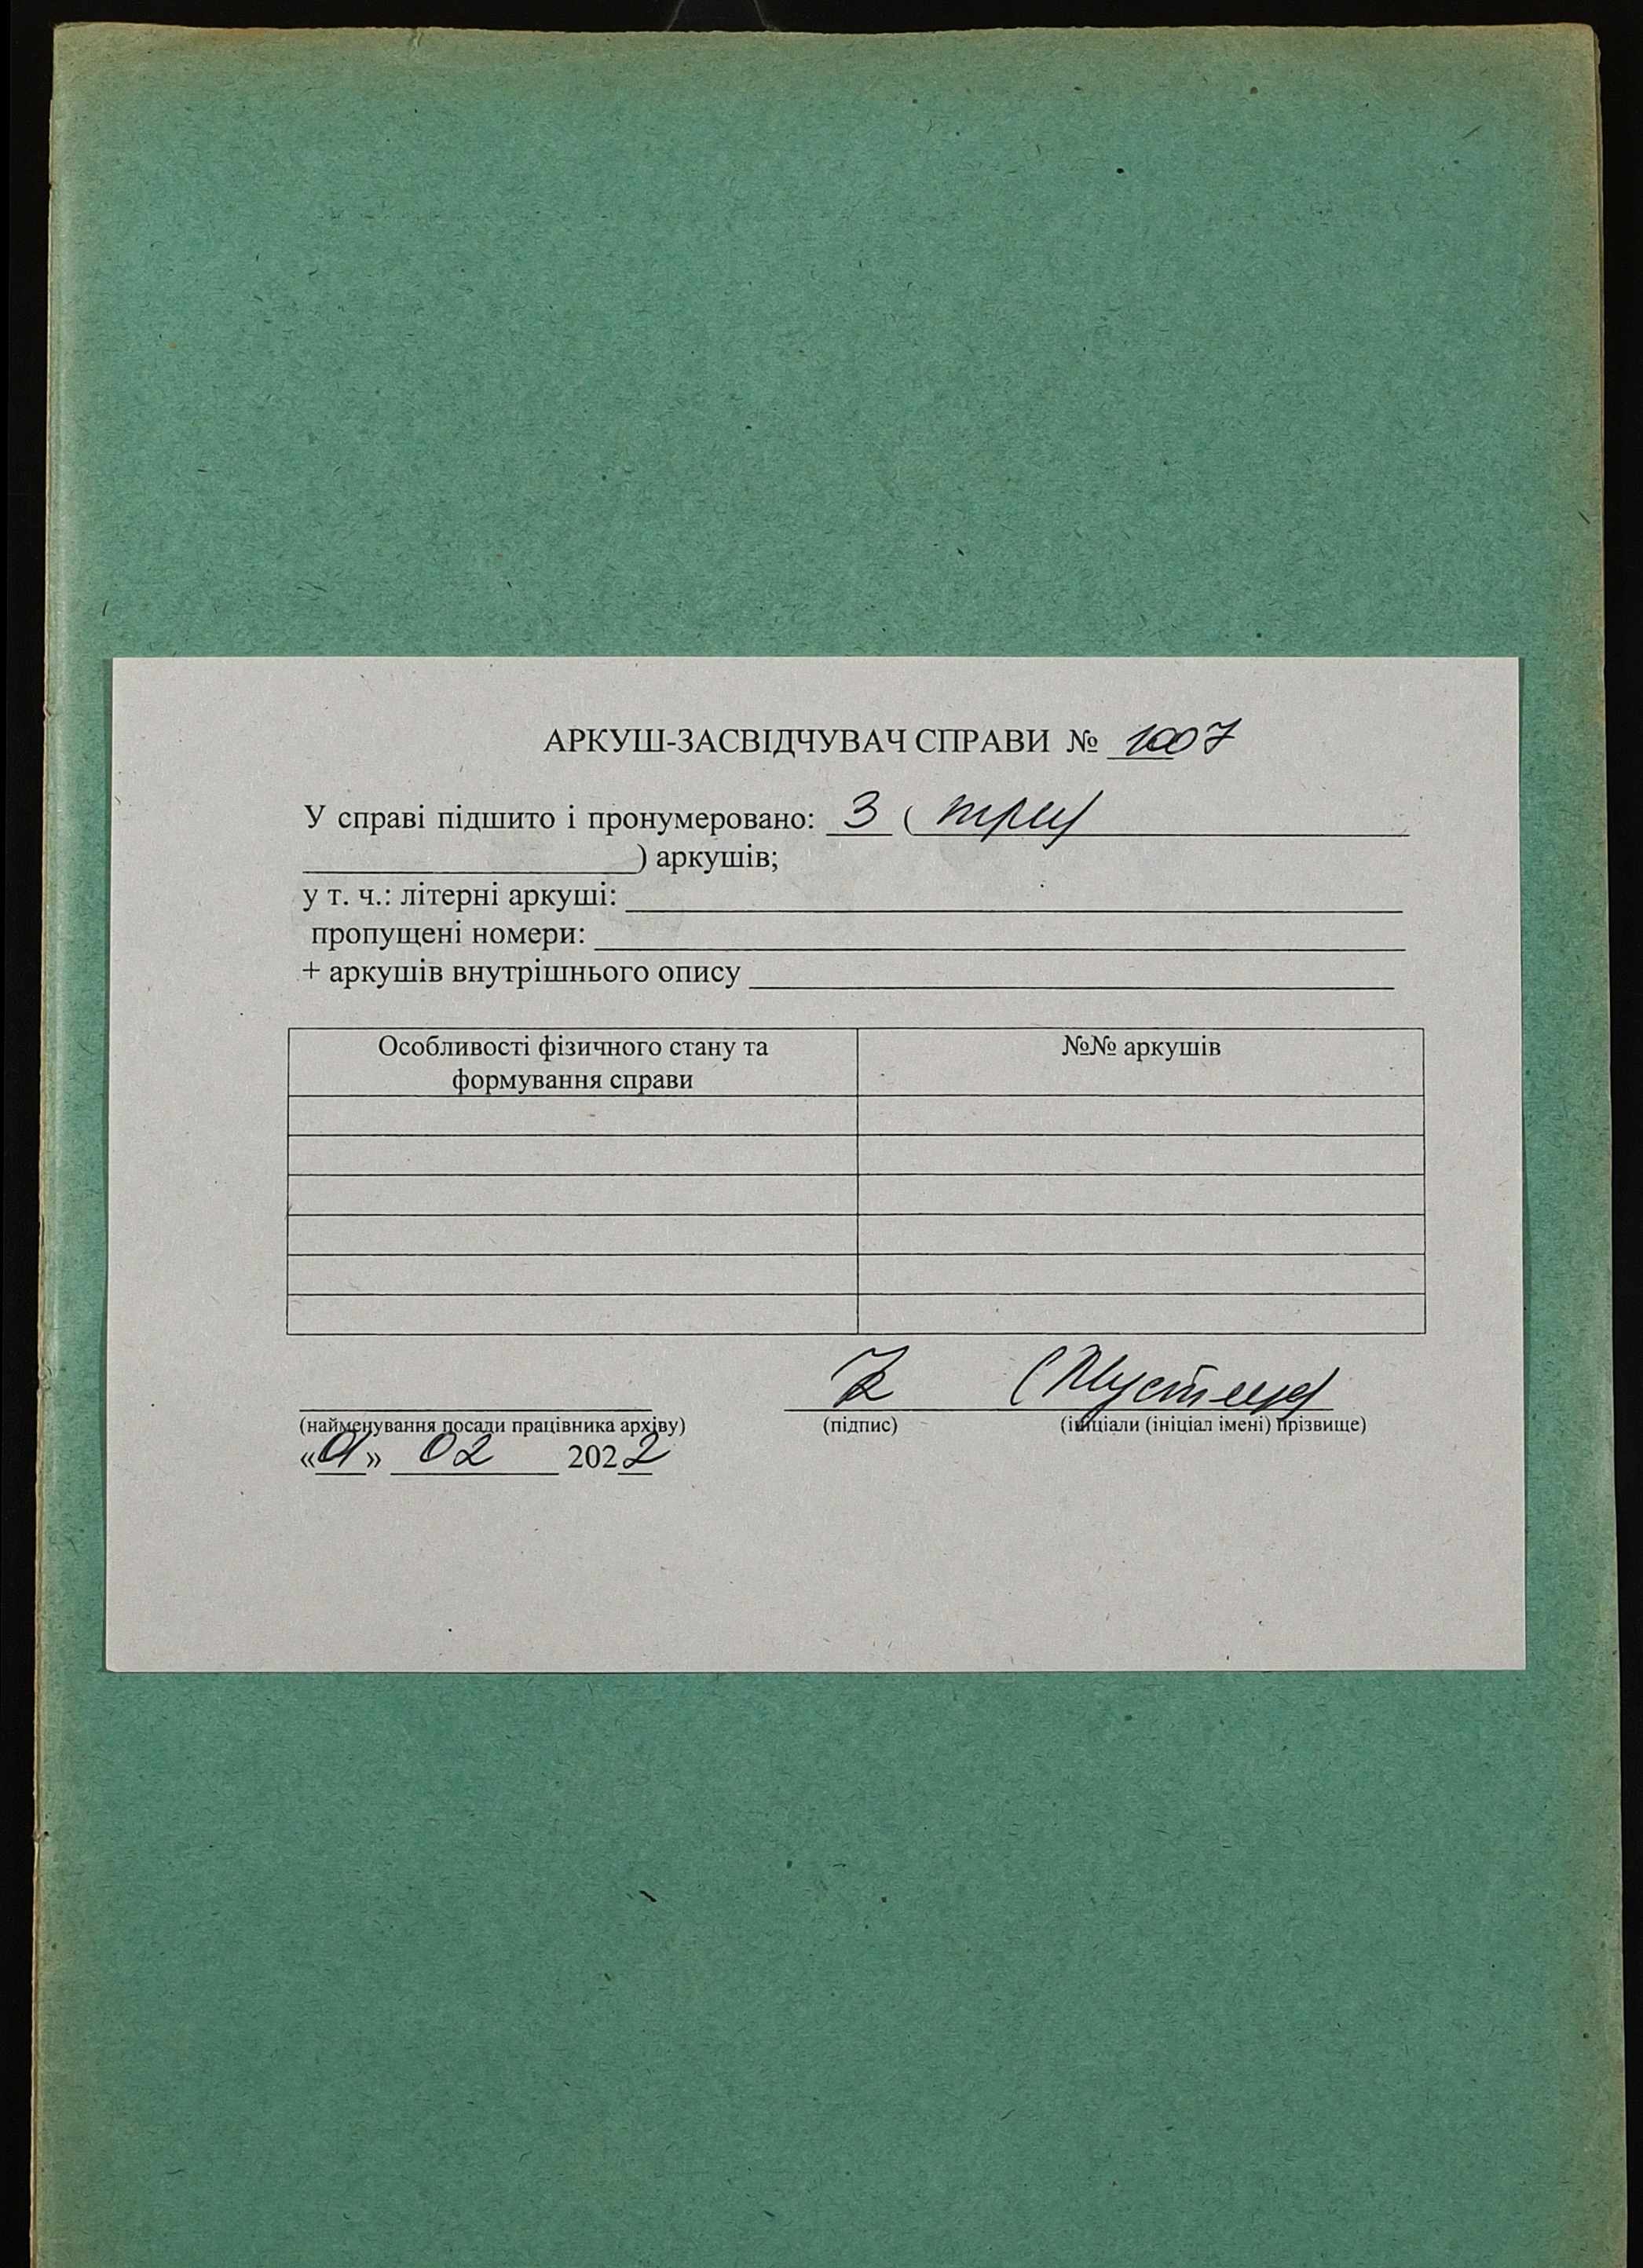 АРКУШ-ЗАСВІДЧУВАЧ СПРАВИ № 1007
У справі підшито і пронумеровано: 3 ( три
) аркушів;
у т. ч.: літерні аркуші:
пропущені номери:
+ аркушів внутрішнього опису
Особливості фізичного стану та №№ аркушів
формування справи
(найменування посади працівника архіву) (підпис) (ініціали (ініціал імені) прізвище)
«01» 02 2022